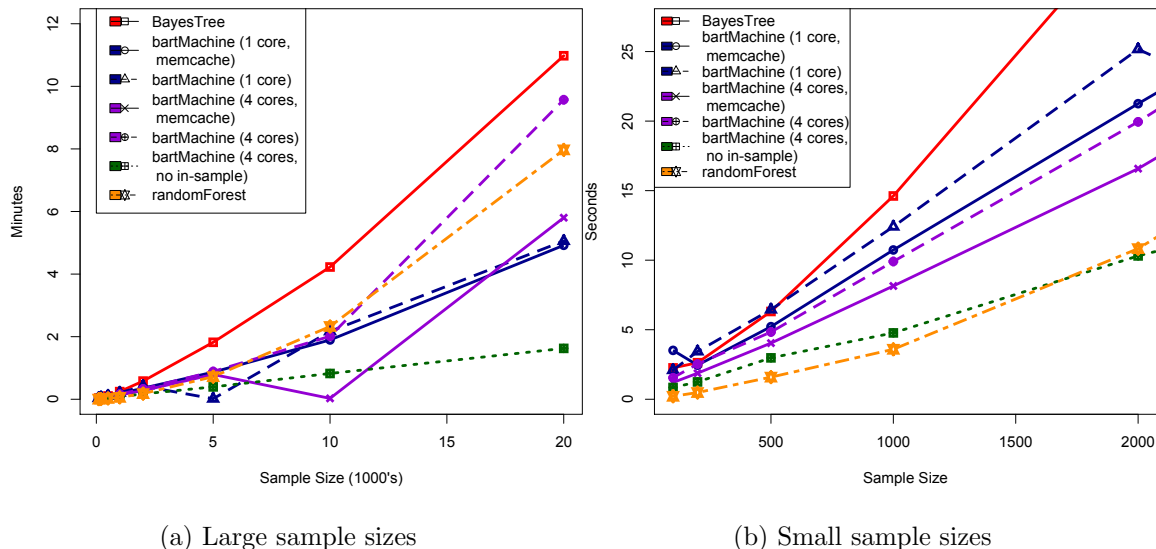 BayesTree
bartMachine (1 core,
memcache)
bartMachine (1 core)
bartMachine (4 cores,
memcache)
bartMachine (4 cores)
bartMachine (4 cores,
no in-sample)
randomForest
Minutes
12
10
8
6
4
2
0
0
5
10
15
20
Sample Size (1000's)
(a) Large sample sizes
BayesTree
bartMachine (1 core,
memcache)
bartMachine (1 core)
bartMachine (4 cores,
memcache)
bartMachine (4 cores)
bartMachine (4 cores,
no in-sample)
randomForest
Seconds
25
20
15
10
5
0
500
1000
1500
2000
Sample Size
(b) Small sample sizes